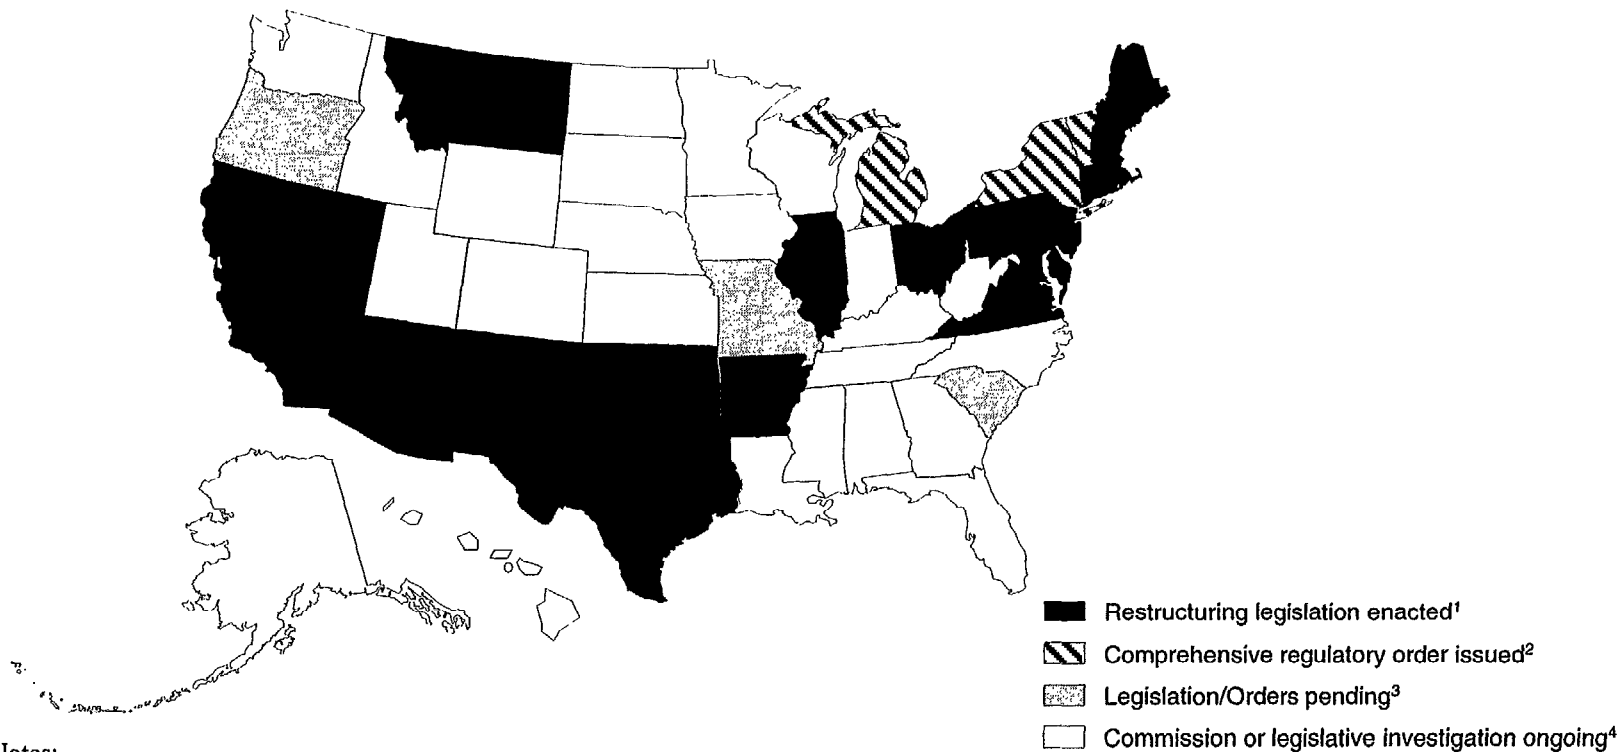 Restructuring legislation enacted¹
Comprehensive regulatory order issued²
Legislation/Orders pending³
Commission or legislative investigation ongoing⁴